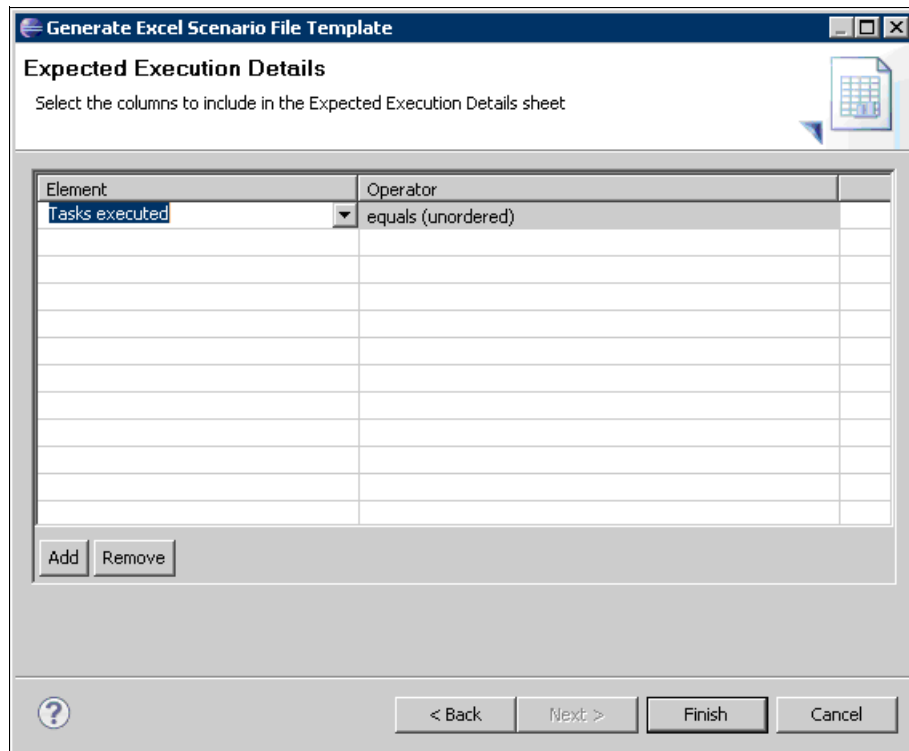 Generate Excel Scenario File Template
Expected Execution Details
Select the columns to include in the Expected Execution Details sheet
Element Operator
Tasks executed equals (unordered)
Add Remove
? < Back Next > Finish Cancel